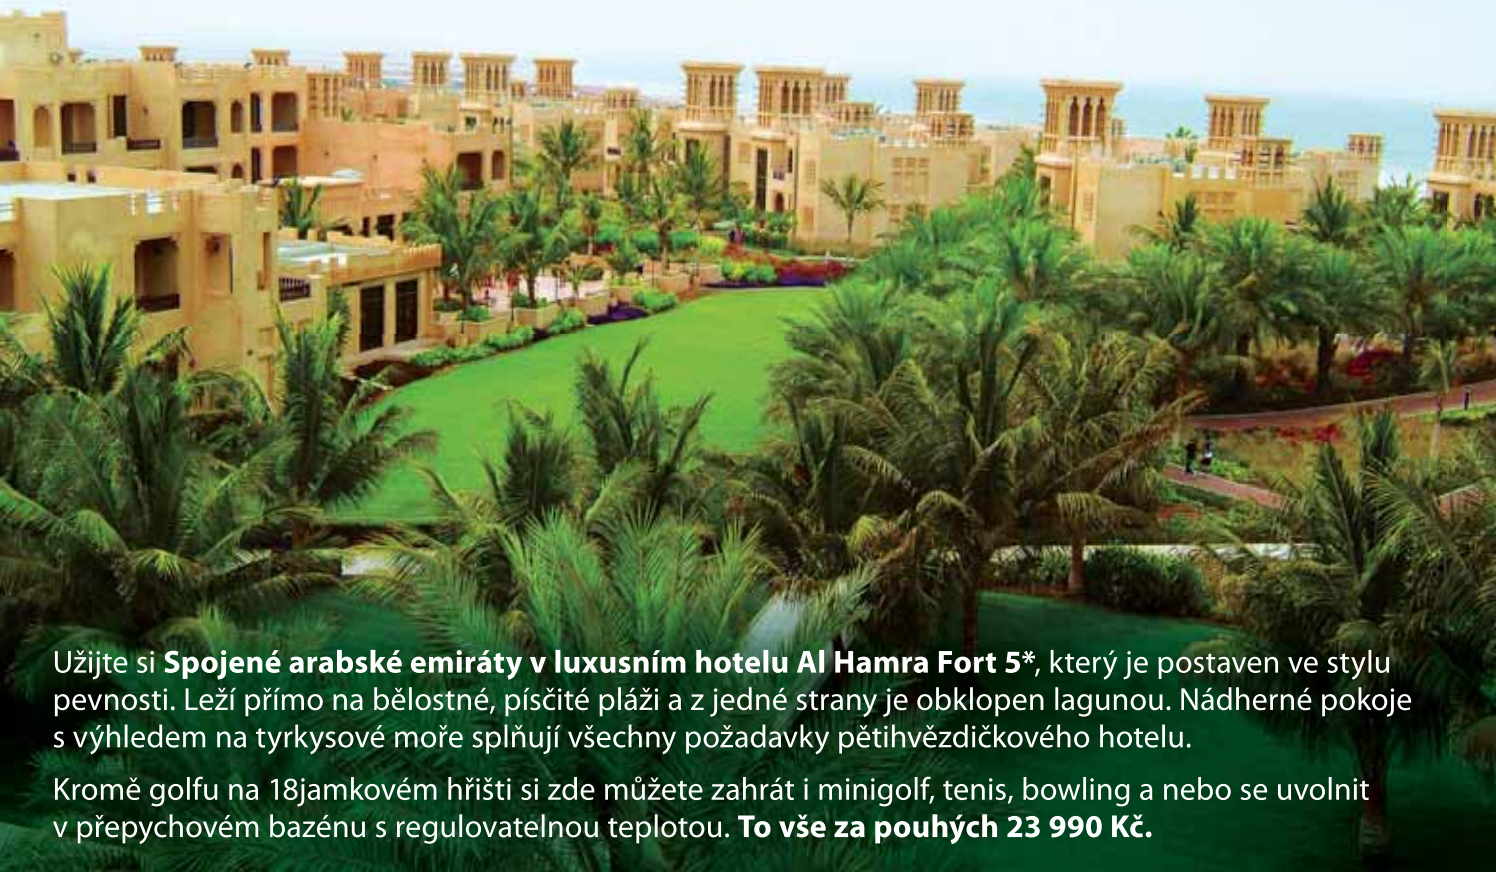 Užijte si Spojené arabské emiráty v luxusním hotelu Al Hamra Fort 5*, který je postaven ve stylu
pevnosti. Leží přímo na bělostné, písčité pláži a z jedné strany je obklopen lagunou. Nádherné pokoje
s výhledem na tyrkysové moře splňují všechny požadavky pětihvězdičkového hotelu.
Kromě golfu na 18jamkovém hřišti si zde můžete zahrát i minigolf, tenis, bowling a nebo se uvolnit
v přepychovém bazénu s regulovatelnou teplotou. To vše za pouhých 23 990 Kč.